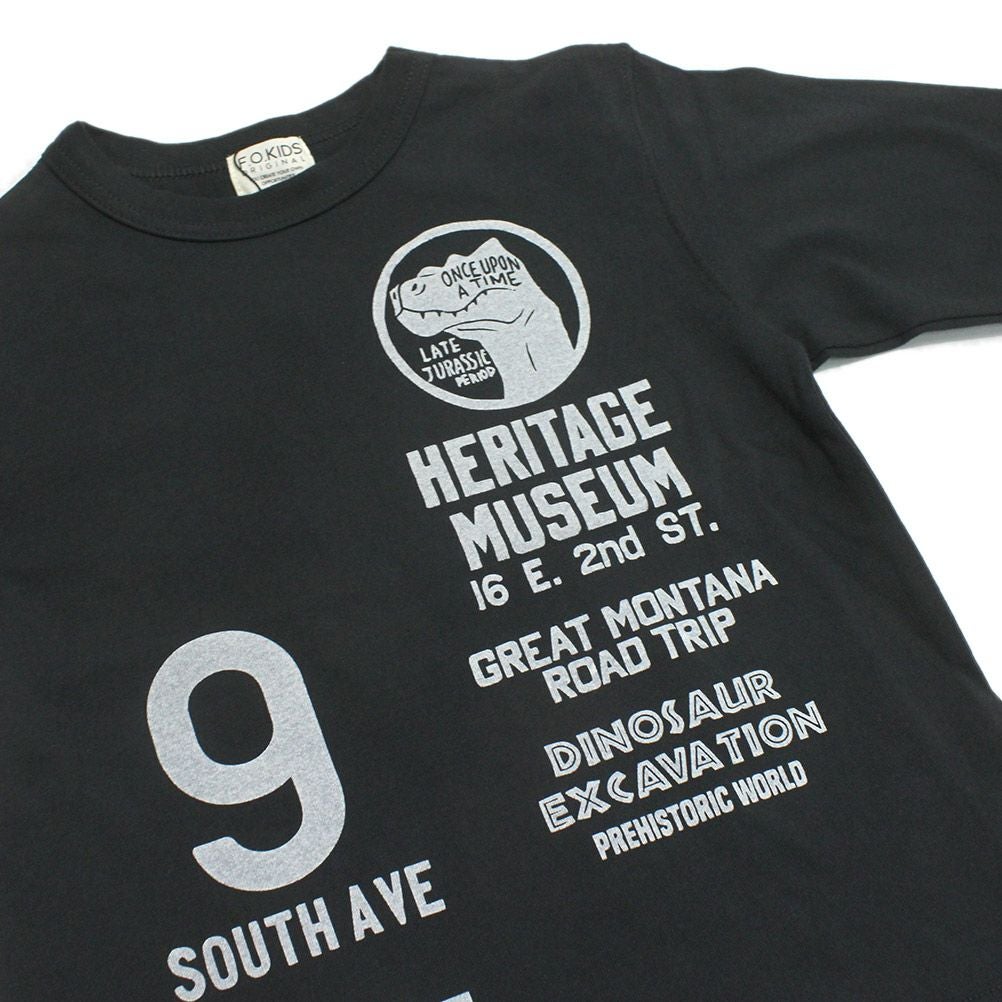 F.O.KIDS
ORIGINAL
ONCE UPON
A TIME
LATE
JURASSIC
PERIOD
HERITAGE
MUSEUM
16 E. 2nd ST.
GREAT MONTANA
ROAD TRIP
DINOSAUR
EXCAVATION
PREHISTORIC WORLD
9
SOUTH AVE